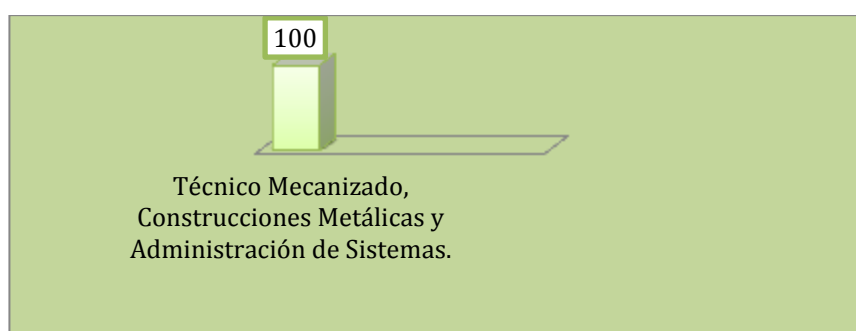 100
Técnico Mecanizado,
Construcciones Metálicas y
Administración de Sistemas.